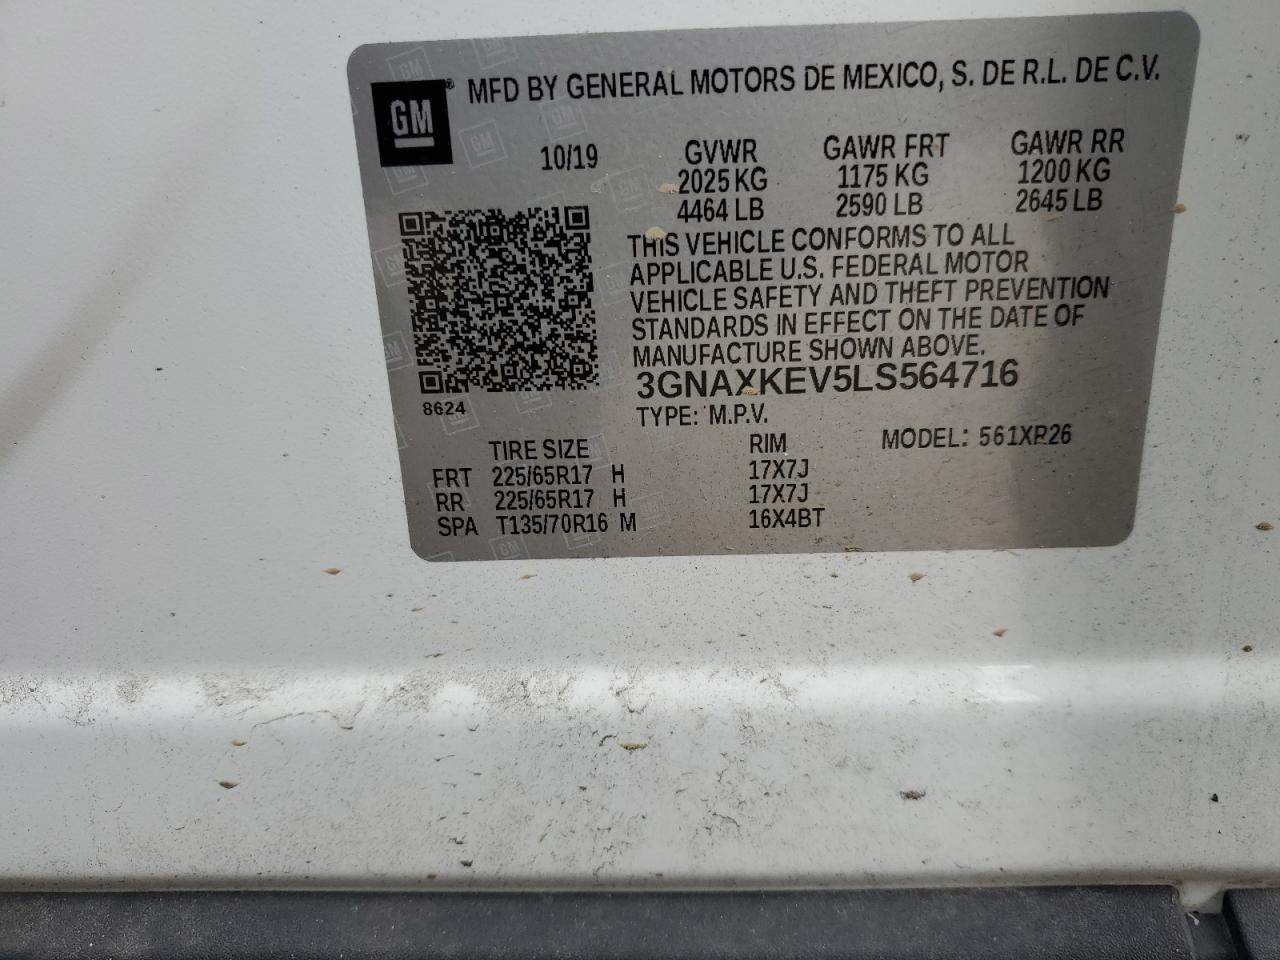 GM® MFD BY GENERAL MOTORS DE MEXICO, S. DE R.L. DE C.V.
10/19 GVWR GAWR FRT GAWR RR
2025 KG 1175 KG 1200 KG
4464 LB 2590 LB 2645 LB
THIS VEHICLE CONFORMS TO ALL
APPLICABLE U.S. FEDERAL MOTOR
VEHICLE SAFETY AND THEFT PREVENTION
STANDARDS IN EFFECT ON THE DATE OF
MANUFACTURE SHOWN ABOVE.
3GNAXKEV5LS564716
8624
TYPE: M.P.V.
TIRE SIZE RIM MODEL: 561XP26
FRT 225/65R17 H 17X7J
RR 225/65R17 H 17X7J
SPA T135/70R16 M 16X4BT